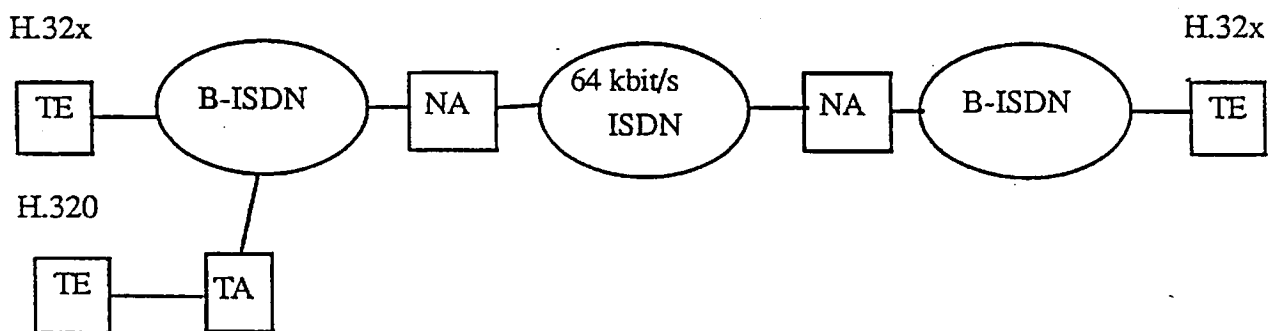 H.32x
H.32x
TE
B-ISDN
NA
64 kbit/s
ISDN
NA
B-ISDN
TE
H.320
TE
TA